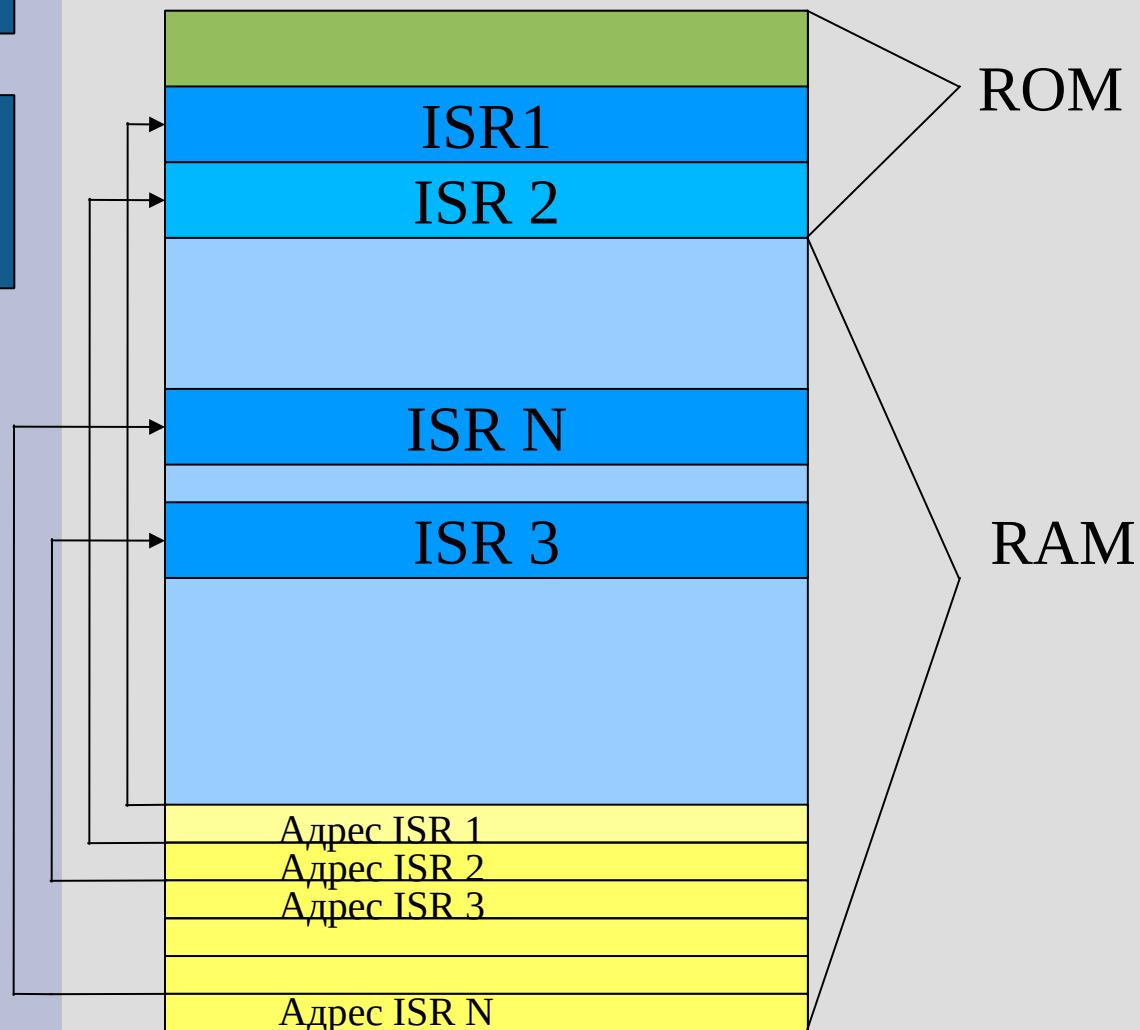 ROM
ISR1
ISR 2
ISR N
ISR 3
RAM
Адрес ISR 1
Адрес ISR 2
Адрес ISR 3
Адрес ISR N